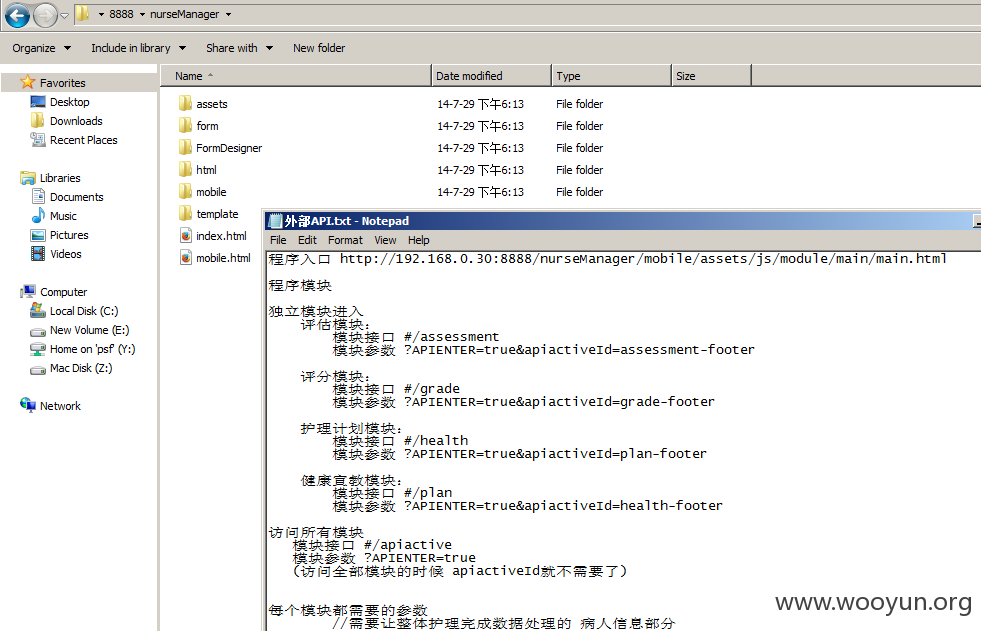 8888 nurseManager
Organize Include in library Share with New folder
Favorites
Desktop
Downloads
Recent Places
Libraries
Documents
Music
Pictures
Videos
Computer
Local Disk (C:)
New Volume (E:)
Home on 'psf' (Y:)
Mac Disk (Z:)
Network
Name Date modified Type Size
assets 14-7-29 下午6:13 File folder
form 14-7-29 下午6:13 File folder
FormDesigner 14-7-29 下午6:13 File folder
html 14-7-29 下午6:13 File folder
mobile 14-7-29 下午6:13 File folder
template
index.html
mobile.html
外部API.txt - Notepad
File Edit Format View Help
程序入口 http://192.168.0.30:8888/nurseManager/mobile/assets/js/module/main/main.html
程序模块
独立模块进入
评估模块:
模块接口 #/assessment
模块参数 ?APIENTER=true&apiactiveId=assessment-footer
评分模块:
模块接口 #/grade
模块参数 ?APIENTER=true&apiactiveId=grade-footer
护理计划模块:
模块接口 #/health
模块参数 ?APIENTER=true&apiactiveId=plan-footer
健康宣教模块:
模块接口 #/plan
模块参数 ?APIENTER=true&apiactiveId=health-footer
访问所有模块
模块接口 #/apiactive
模块参数 ?APIENTER=true
(访问全部模块的时候 apiactiveId就不需要了)
每个模块都需要的参数
//需要让整体护理完成数据处理的 病人信息部分
www.wooyun.org